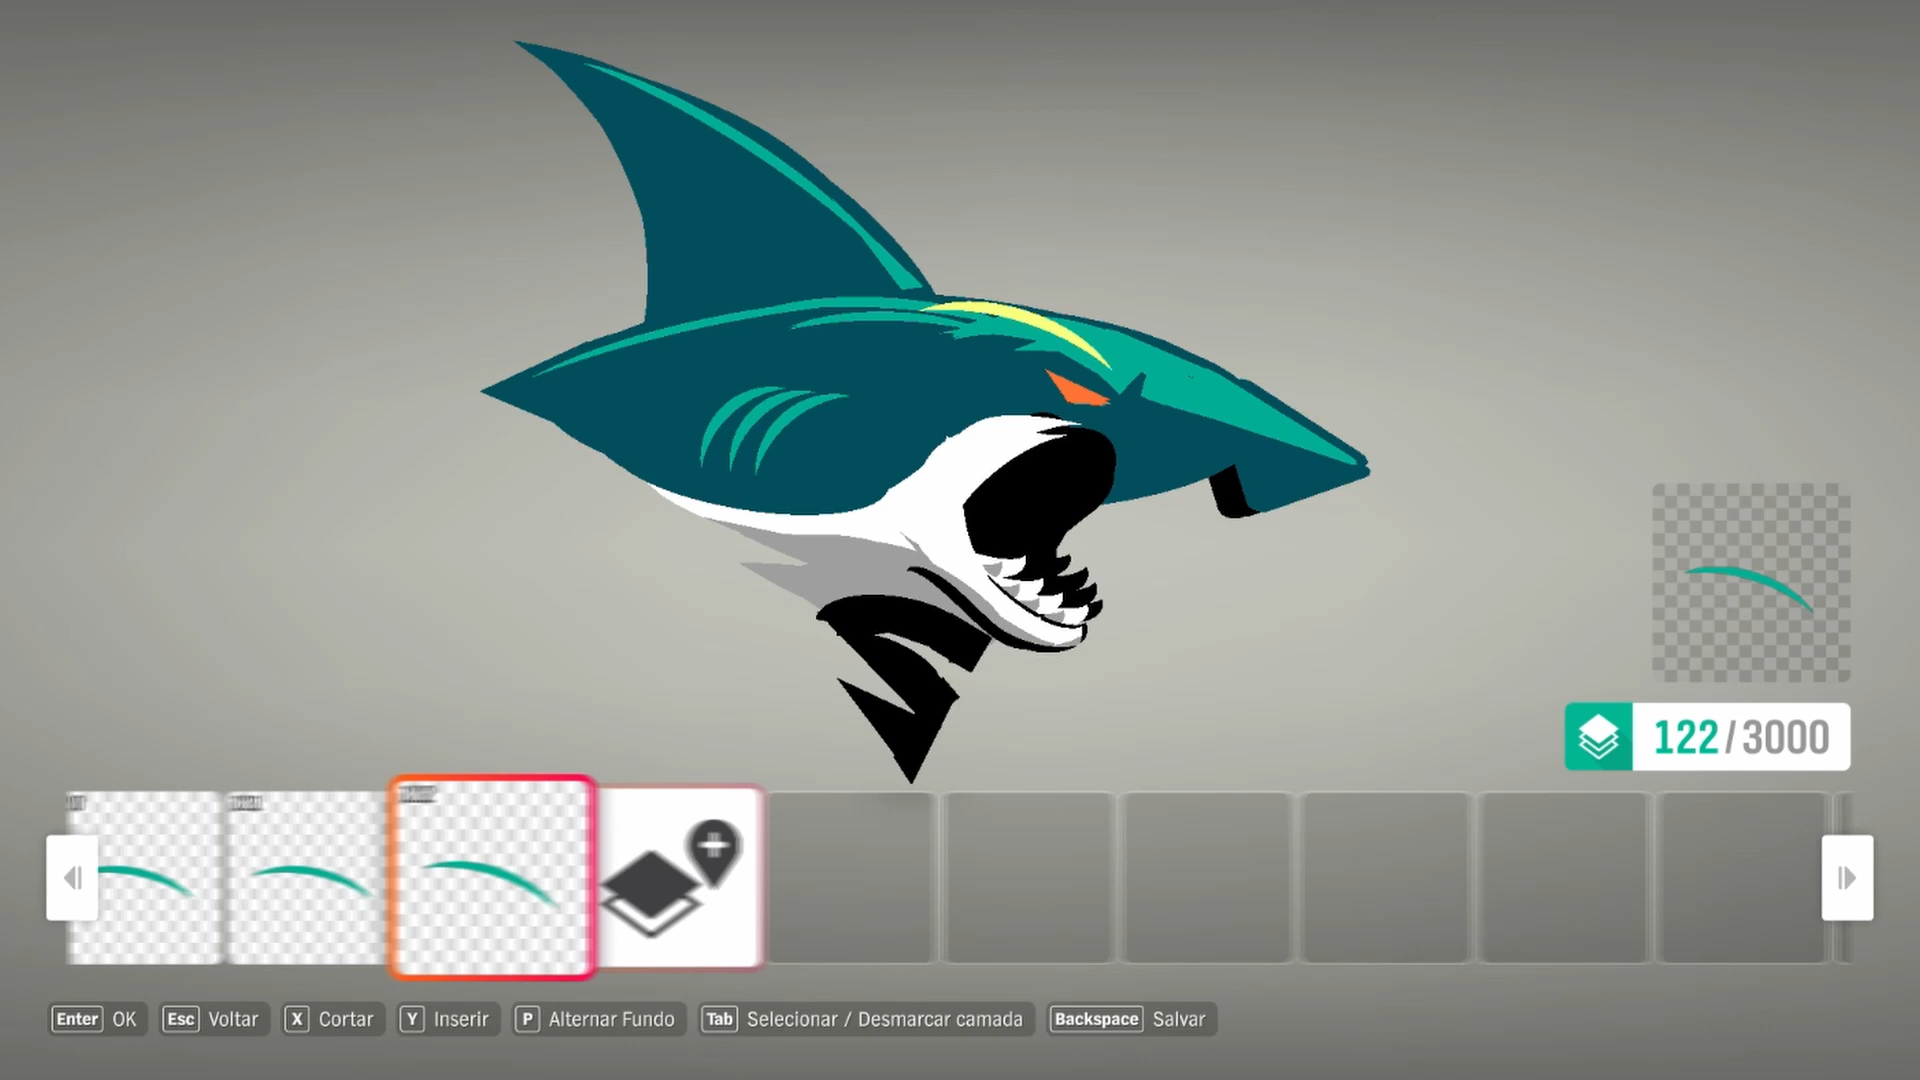 122/3000
Enter OK
Esc Voltar
X Cortar
Y Inserir
P Alternar Fundo
Tab Selecionar / Desmarcar camada
Backspace Salvar